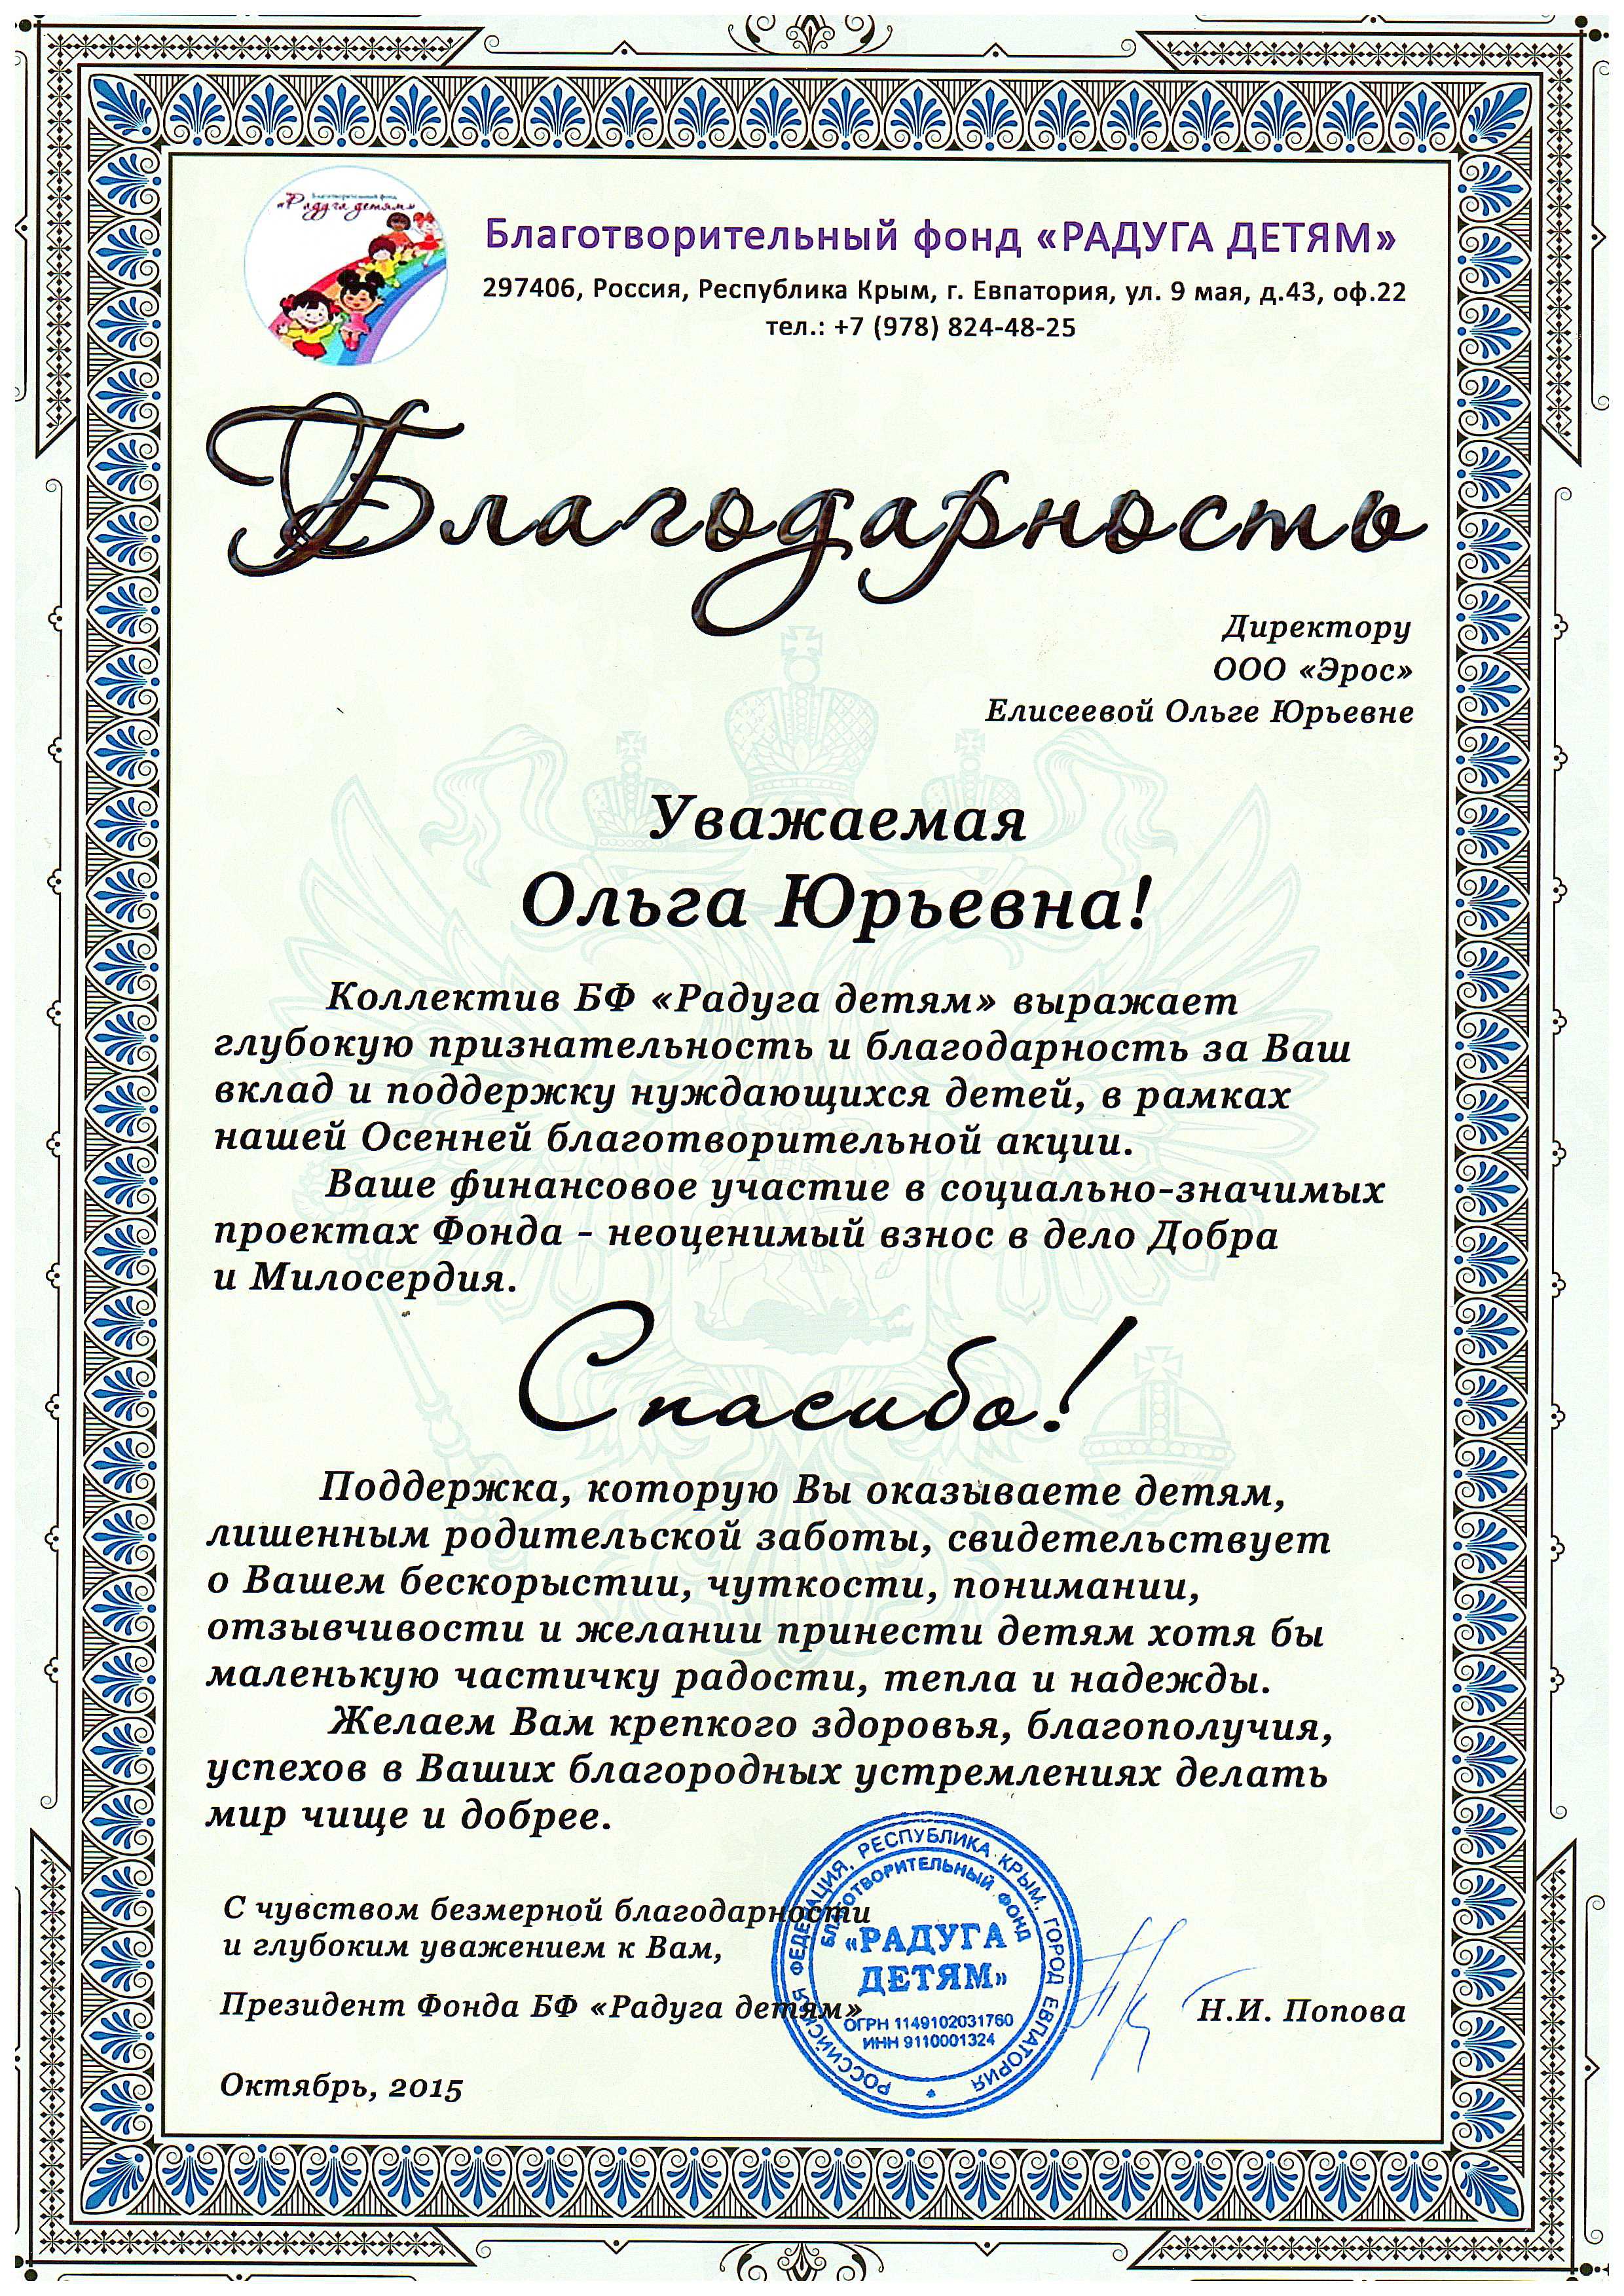 Благотворительный фонд
«Радуга детям»
Благотворительный фонд «РАДУГА ДЕТЯМ»
297406, Россия, Республика Крым, г. Евпатория, ул. 9 мая, д.43, оф.22
тел.: +7 (978) 824-48-25
Благодарность
Директору
ООО «Эрос»
Елисеевой Ольге Юрьевне
Уважаемая
Ольга Юрьевна!
Коллектив БФ «Радуга детям» выражает
глубокую признательность и благодарность за Ваш
вклад и поддержку нуждающихся детей, в рамках
нашей Осенней благотворительной акции.
Ваше финансовое участие в социально-значимых
проектах Фонда - неоценимый взнос в дело Добра
и Милосердия.
Спасибо!
Поддержка, которую Вы оказываете детям,
лишенным родительской заботы, свидетельствует
о Вашем бескорыстии, чуткости, понимании,
отзывчивости и желании принести детям хотя бы
маленькую частичку радости, тепла и надежды.
Желаем Вам крепкого здоровья, благополучия,
успехов в Ваших благородных устремлениях делать
мир чище и добрее.
С чувством безмерной благодарности
и глубоким уважением к Вам,
Президент Фонда БФ «Радуга детям»
Н.И. Попова
Октябрь, 2015
РОССИЙСКАЯ ФЕДЕРАЦИЯ, РЕСПУБЛИКА КРЫМ, ГОРОД ЕВПАТОРИЯ
БЛАГОТВОРИТЕЛЬНЫЙ ФОНД
«РАДУГА
ДЕТЯМ»
ОГРН 1149102031760
ИНН 9110001324